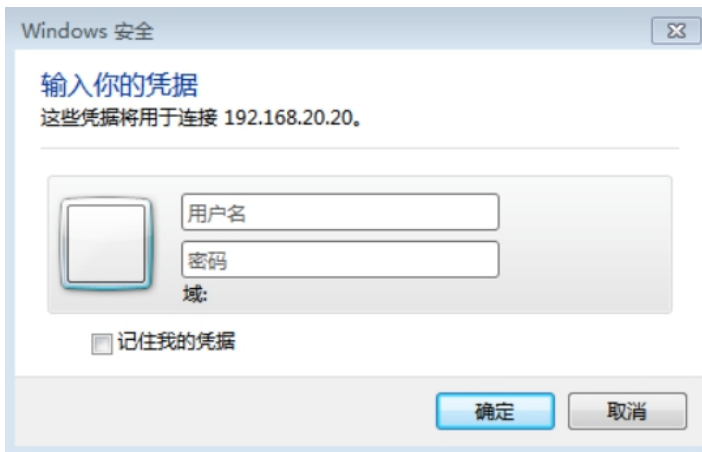 Windows 安全
输入你的凭据
这些凭据将用于连接 192.168.20.20。
用户名
密码
域:
记住我的凭据
确定
取消